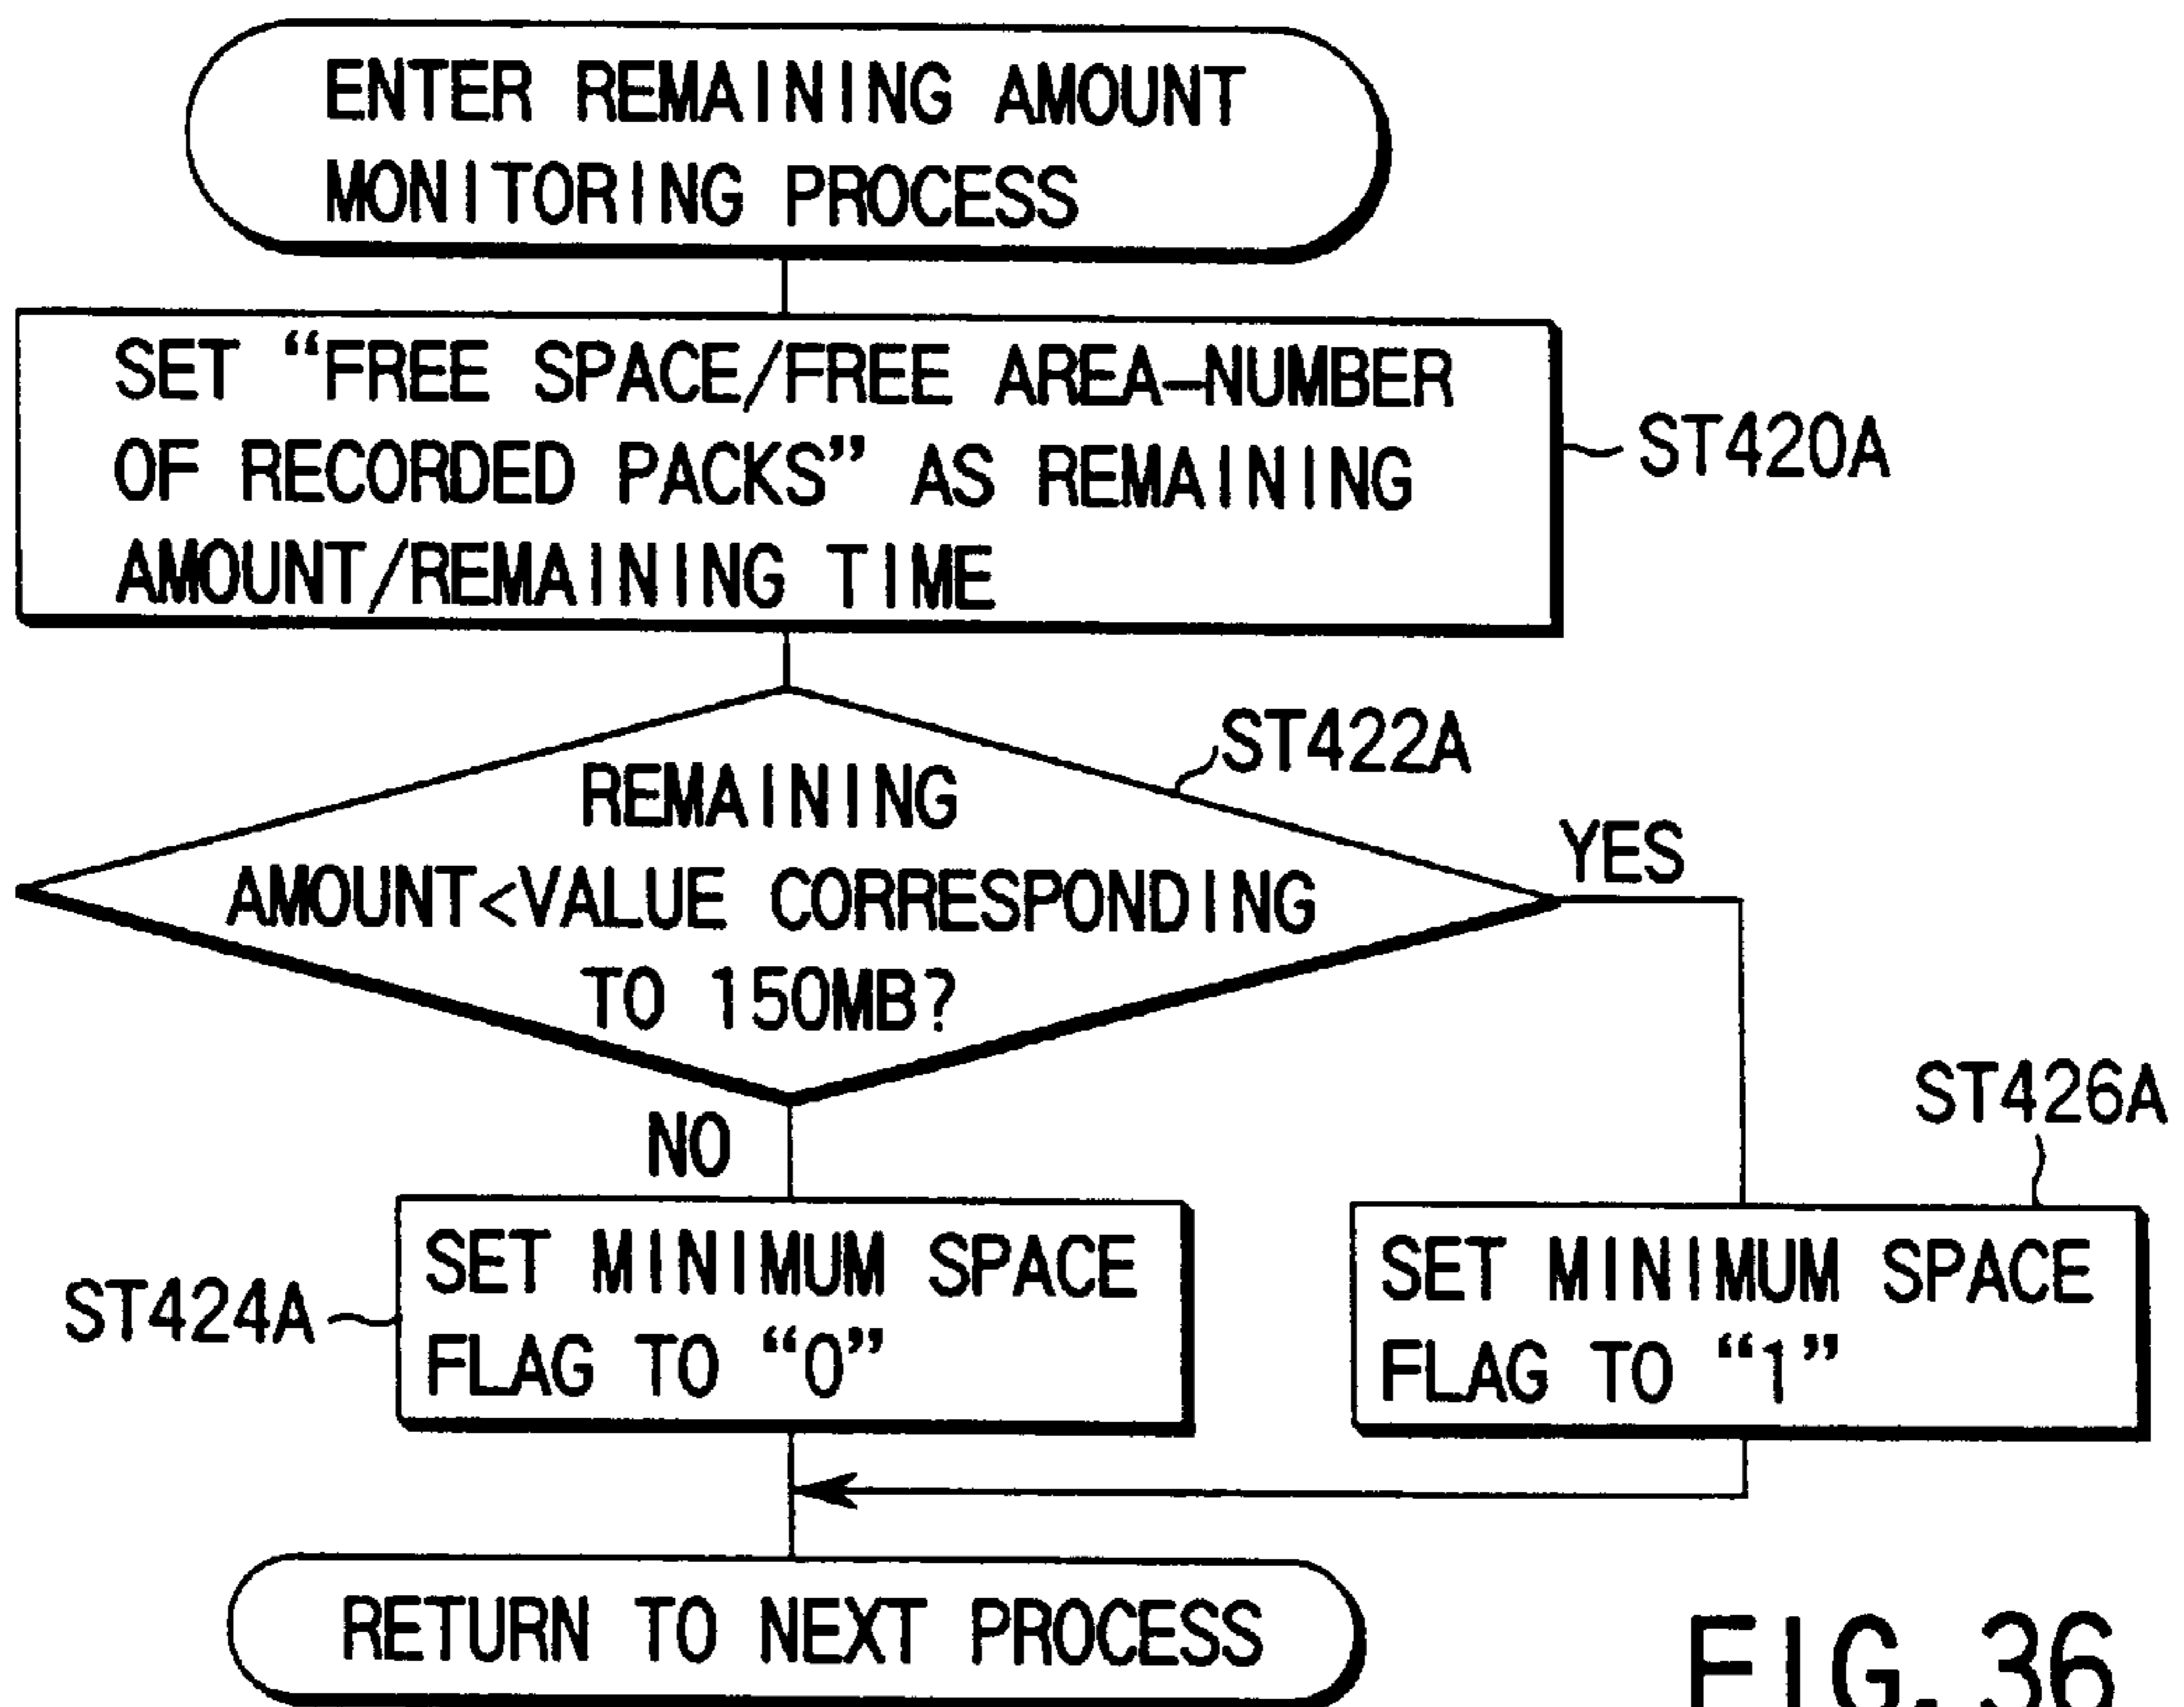 ENTER REMAINING AMOUNT
MONITORING PROCESS
SET “FREE SPACE/FREE AREA–NUMBER
OF RECORDED PACKS” AS REMAINING
AMOUNT/REMAINING TIME
ST420A
ST422A
REMAINING
AMOUNT<VALUE CORRESPONDING
TO 150MB?
YES
NO
ST426A
SET MINIMUM SPACE
FLAG TO “0”
ST424A
SET MINIMUM SPACE
FLAG TO “1”
RETURN TO NEXT PROCESS
FIG. 36